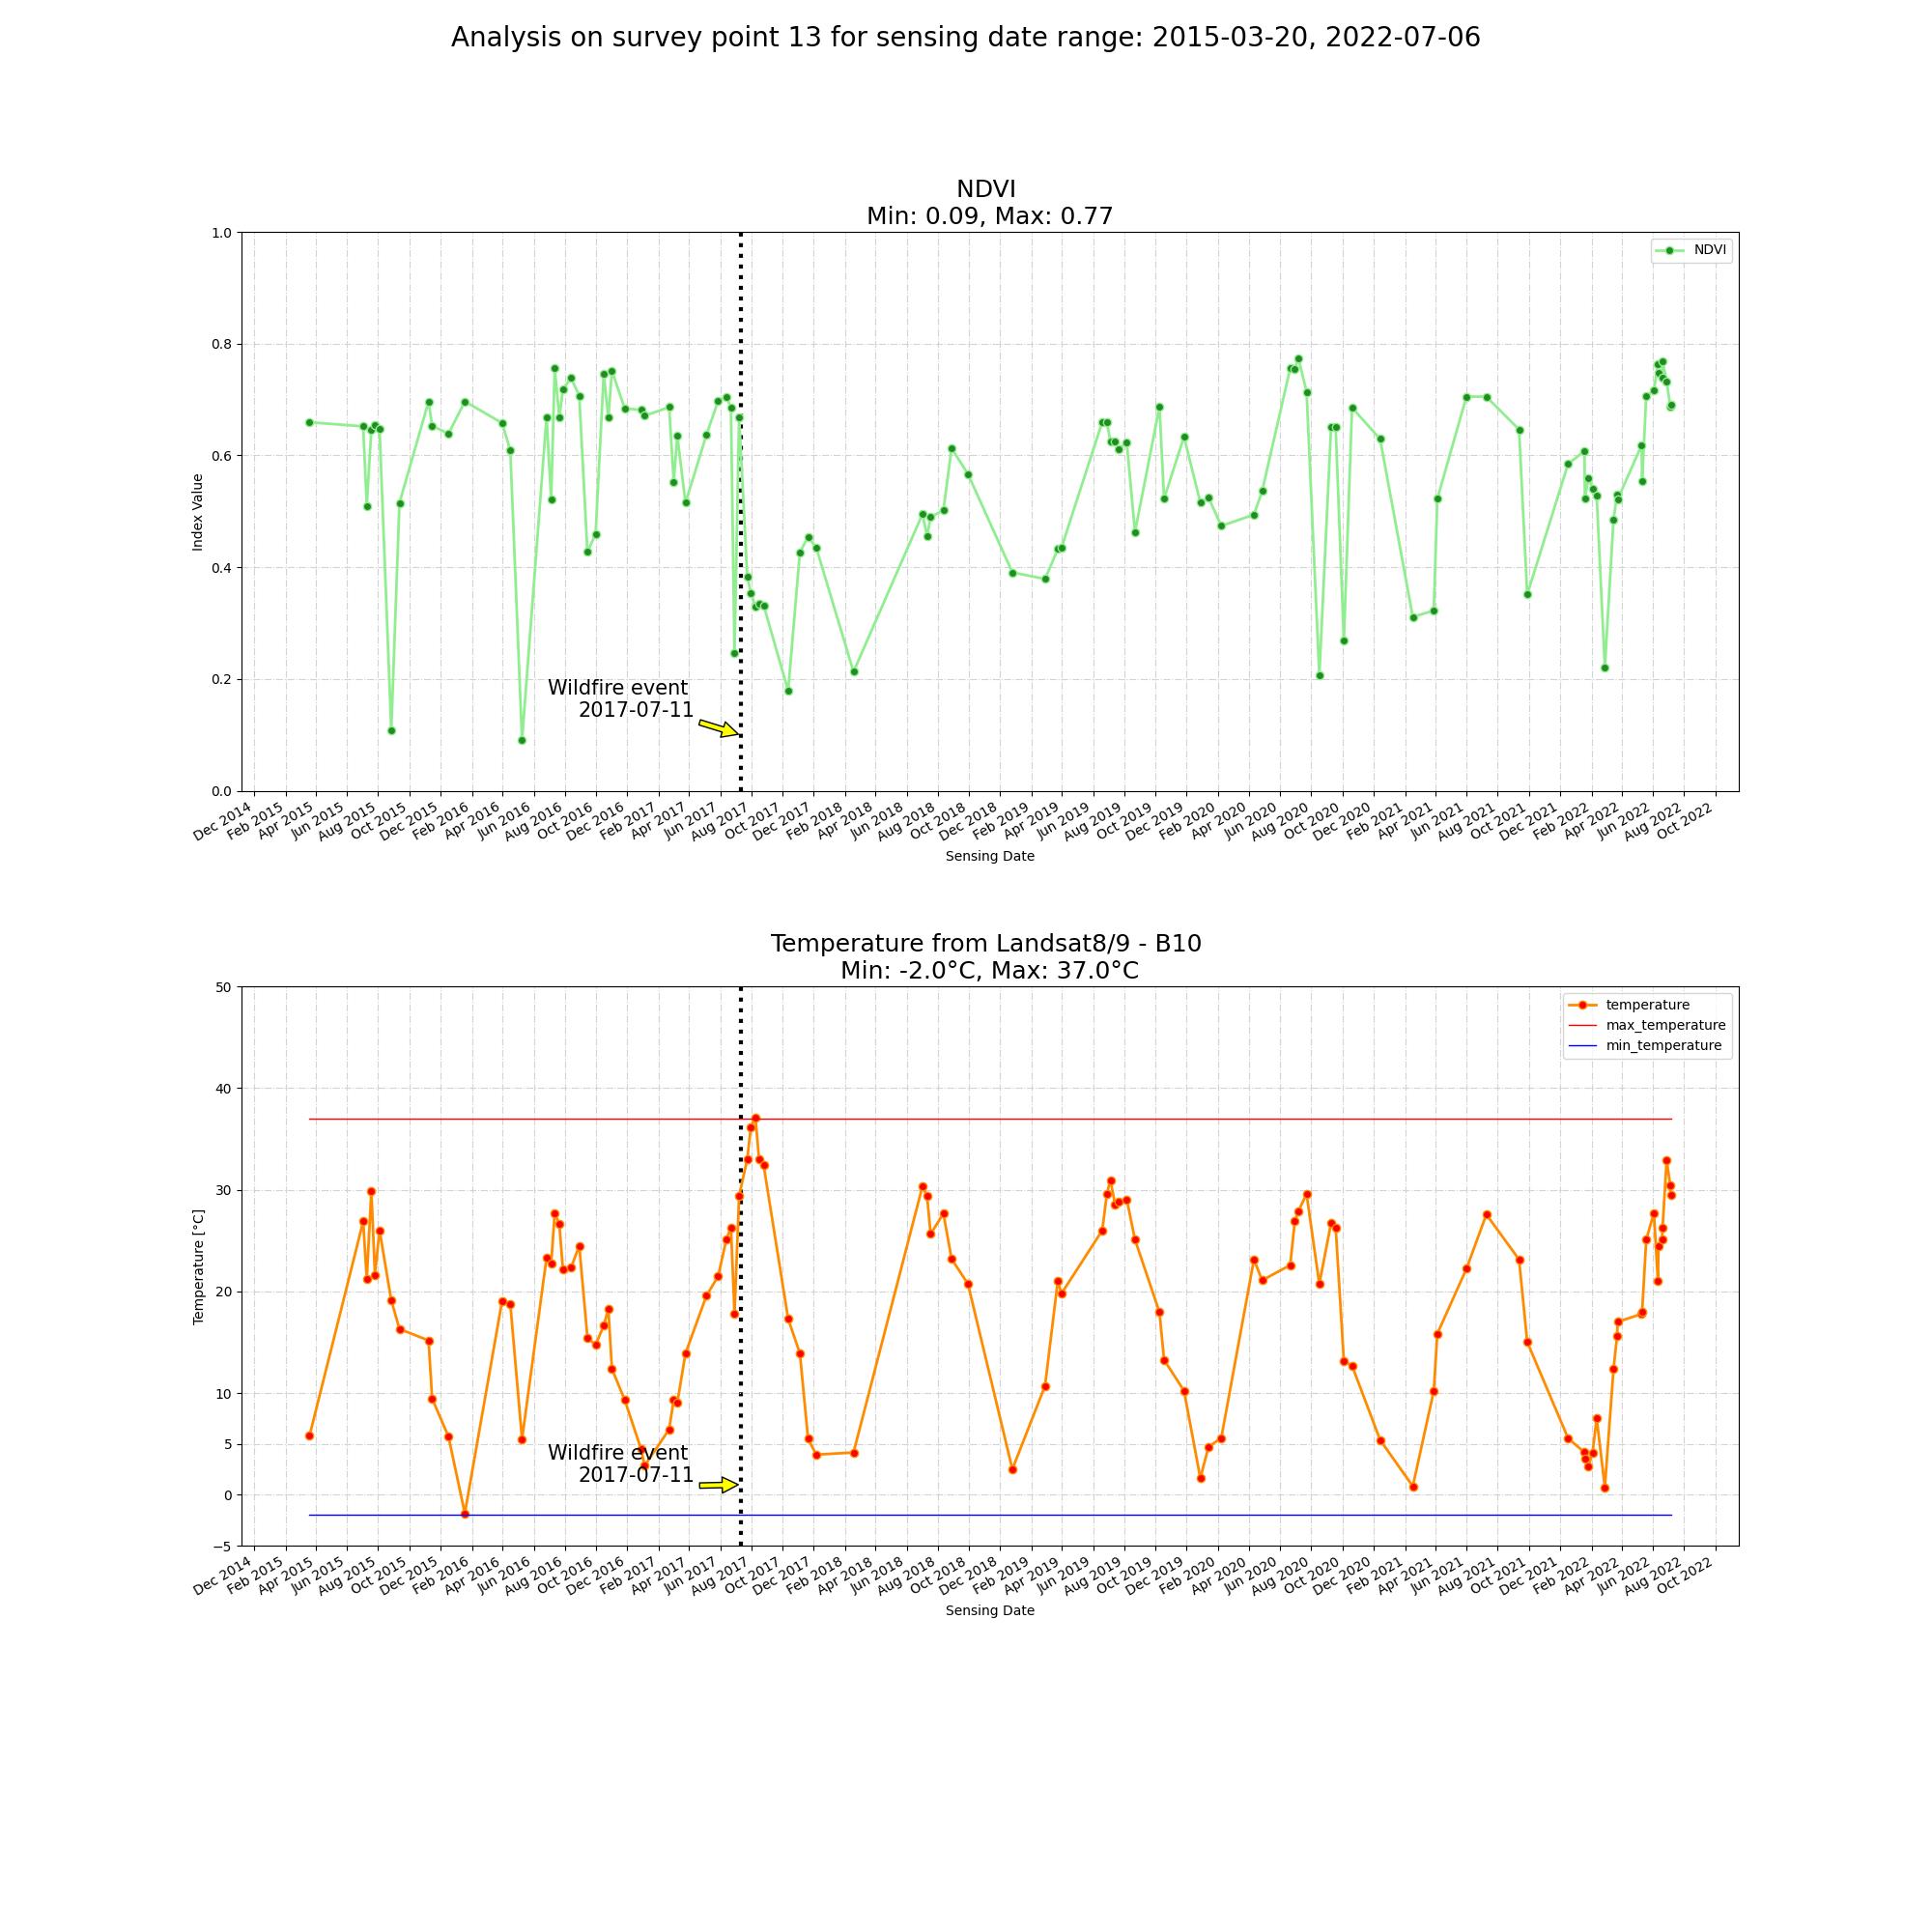 Analysis on survey point 13 for sensing date range: 2015-03-20, 2022-07-06
NDVI
Min: 0.09, Max: 0.77
1.0
0.8
0.6
0.4
0.2
0.0
Index Value
NDVI
Wildfire event
2017-07-11
Dec 2014
Feb 2015
Apr 2015
Jun 2015
Aug 2015
Oct 2015
Dec 2015
Feb 2016
Apr 2016
Jun 2016
Aug 2016
Oct 2016
Dec 2016
Feb 2017
Apr 2017
Jun 2017
Aug 2017
Oct 2017
Dec 2017
Feb 2018
Apr 2018
Jun 2018
Aug 2018
Oct 2018
Dec 2018
Feb 2019
Apr 2019
Jun 2019
Aug 2019
Oct 2019
Dec 2019
Feb 2020
Apr 2020
Jun 2020
Aug 2020
Oct 2020
Dec 2020
Feb 2021
Apr 2021
Jun 2021
Aug 2021
Oct 2021
Dec 2021
Feb 2022
Apr 2022
Jun 2022
Aug 2022
Oct 2022
Sensing Date
Temperature from Landsat8/9 - B10
Min: -2.0°C, Max: 37.0°C
50
40
30
20
10
5
0
−5
Temperature [°C]
temperature
max_temperature
min_temperature
Wildfire event
2017-07-11
Dec 2014
Feb 2015
Apr 2015
Jun 2015
Aug 2015
Oct 2015
Dec 2015
Feb 2016
Apr 2016
Jun 2016
Aug 2016
Oct 2016
Dec 2016
Feb 2017
Apr 2017
Jun 2017
Aug 2017
Oct 2017
Dec 2017
Feb 2018
Apr 2018
Jun 2018
Aug 2018
Oct 2018
Dec 2018
Feb 2019
Apr 2019
Jun 2019
Aug 2019
Oct 2019
Dec 2019
Feb 2020
Apr 2020
Jun 2020
Aug 2020
Oct 2020
Dec 2020
Feb 2021
Apr 2021
Jun 2021
Aug 2021
Oct 2021
Dec 2021
Feb 2022
Apr 2022
Jun 2022
Aug 2022
Oct 2022
Sensing Date